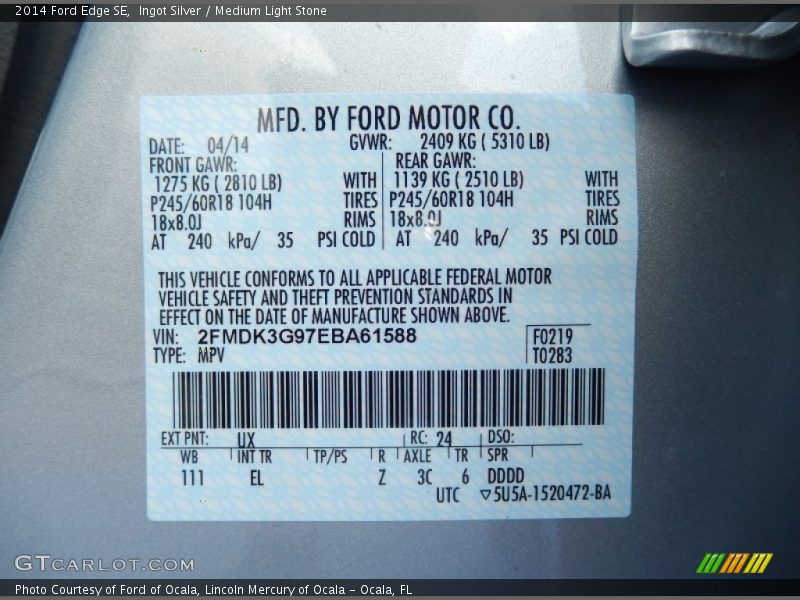 2014 Ford Edge SE, Ingot Silver / Medium Light Stone
MFD. BY FORD MOTOR CO.
DATE: 04/14 GVWR: 2409 KG ( 5310 LB)
FRONT GAWR: REAR GAWR:
1275 KG ( 2810 LB) WITH 1139 KG ( 2510 LB) WITH
P245/60R18 104H TIRES P245/60R18 104H TIRES
18x8.0J RIMS 18x8.0J RIMS
AT 240 kPa/ 35 PSI COLD AT 240 kPa/ 35 PSI COLD
THIS VEHICLE CONFORMS TO ALL APPLICABLE FEDERAL MOTOR
VEHICLE SAFETY AND THEFT PREVENTION STANDARDS IN
EFFECT ON THE DATE OF MANUFACTURE SHOWN ABOVE.
VIN: 2FMDK3G97EBA61588 F0219
TYPE: MPV T0283
EXT PNT: UX RC: 24 DSO:
WB INT TR TP/PS R AXLE TR SPR
111 EL Z 3C 6 DDDD
UTC ▽5U5A-1520472-BA
GTCARLOT.COM
Photo Courtesy of Ford of Ocala, Lincoln Mercury of Ocala – Ocala, FL